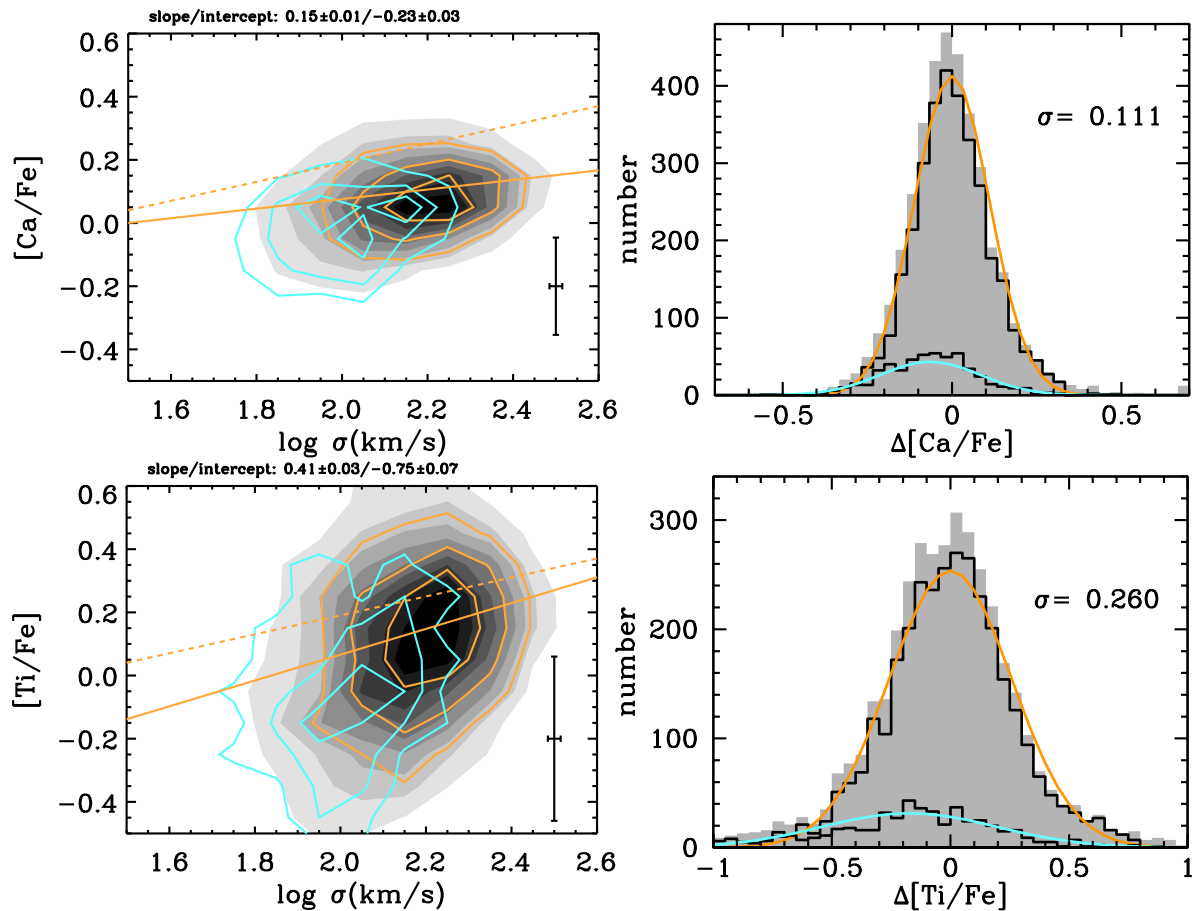 slope/intercept: 0.15±0.01/−0.23±0.03
0.6
0.4
0.2
0.0
−0.2
−0.4
[Ca/Fe]
1.6 1.8 2.0 2.2 2.4 2.6
log σ(km/s)
400
300
200
100
0
number
σ= 0.111
−0.5 0 0.5
Δ[Ca/Fe]
slope/intercept: 0.41±0.03/−0.75±0.07
0.6
0.4
0.2
0.0
−0.2
−0.4
[Ti/Fe]
1.6 1.8 2.0 2.2 2.4 2.6
log σ(km/s)
300
200
100
0
number
σ= 0.260
−1 −0.5 0 0.5 1
Δ[Ti/Fe]